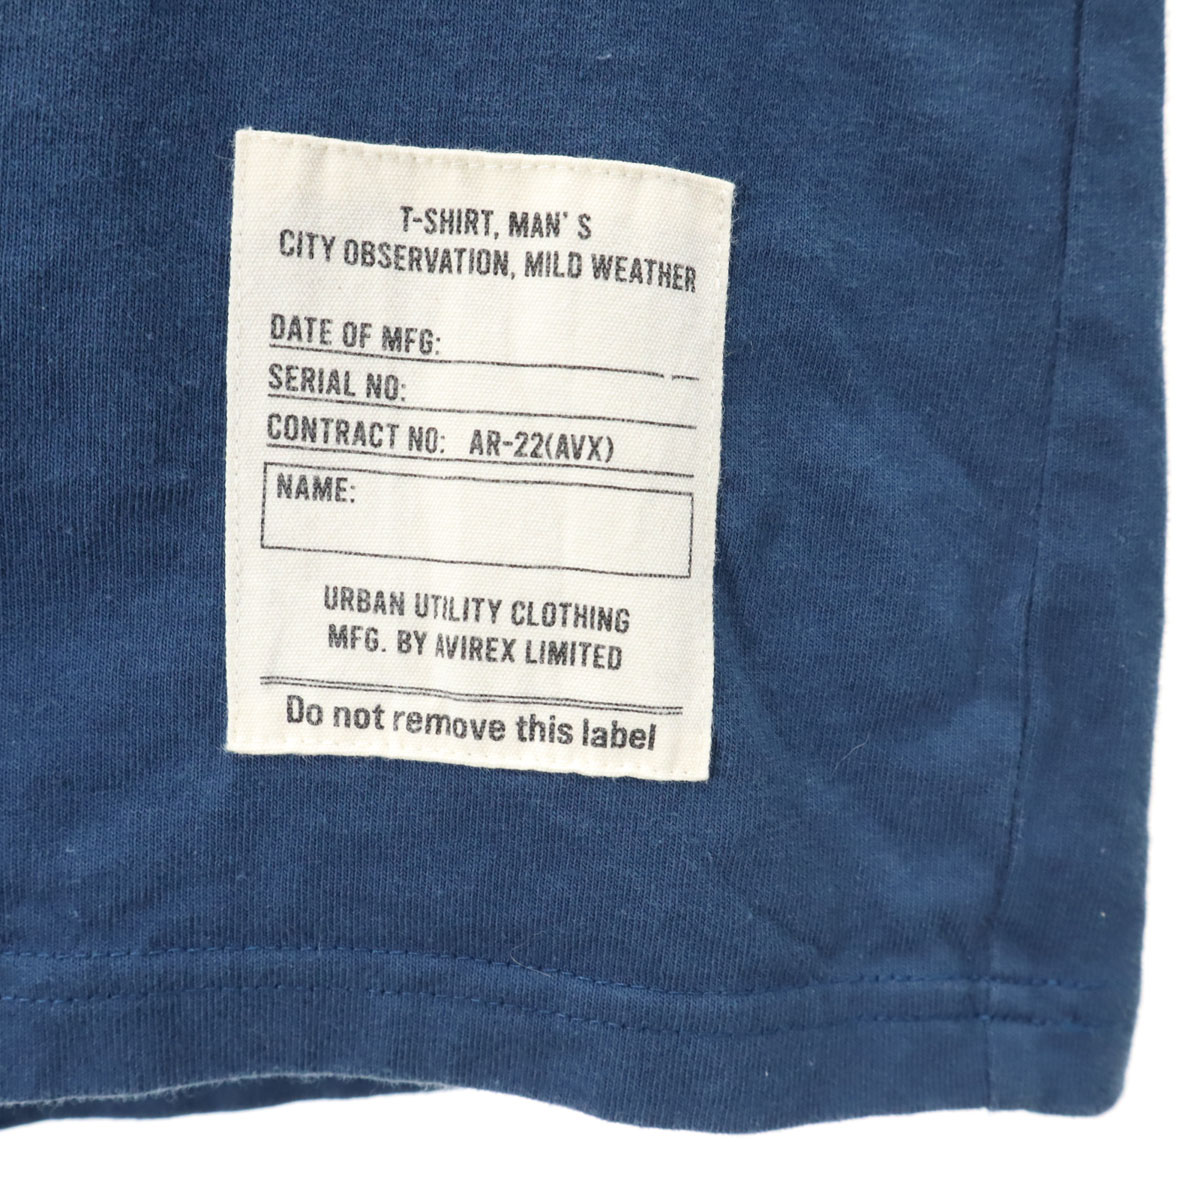 T-SHIRT, MAN' S
CITY OBSERVATION, MILD WEATHER
DATE OF MFG:
SERIAL NO:
CONTRACT NO: AR-22(AVX)
NAME:
URBAN UTILITY CLOTHING
MFG. BY AVIREX LIMITED
Do not remove this label